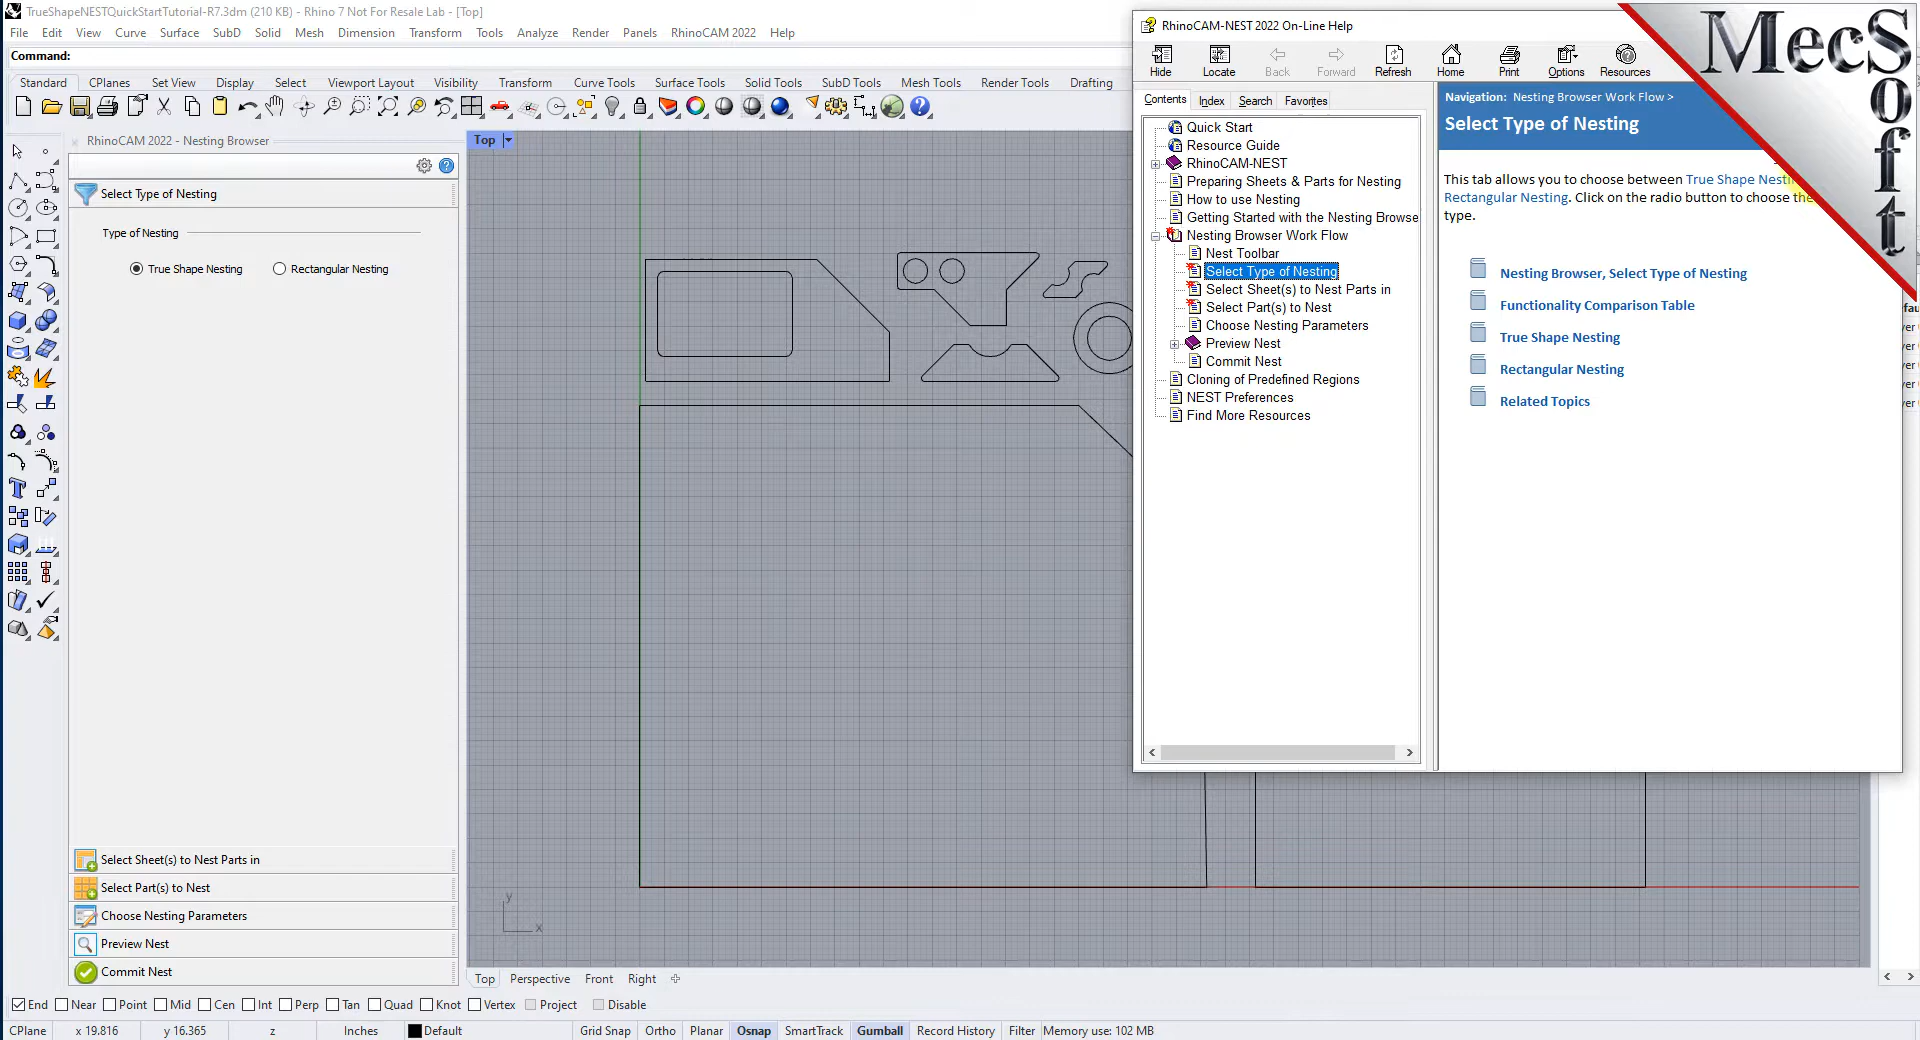 TrueShapeNESTQuickStartTutorial-R7.3dm (210 KB) - Rhino 7 Not For Resale Lab - [Top]
File Edit View Curve Surface SubD Solid Mesh Dimension Transform Tools Analyze Render Panels RhinoCAM 2022 Help
Command:
Standard CPlanes Set View Display Select Viewport Layout Visibility Transform Curve Tools Surface Tools Solid Tools SubD Tools Mesh Tools Render Tools Drafting
RhinoCAM 2022 - Nesting Browser
Select Type of Nesting
Type of Nesting
True Shape Nesting Rectangular Nesting
Select Sheet(s) to Nest Parts in
Select Part(s) to Nest
Choose Nesting Parameters
Preview Nest
Commit Nest
Top
y
x
RhinoCAM-NEST 2022 On-Line Help
Hide Locate Back Forward Refresh Home Print Options Resources
Contents Index Search Favorites
Quick Start
Resource Guide
RhinoCAM-NEST
Preparing Sheets & Parts for Nesting
How to use Nesting
Getting Started with the Nesting Browse
Nesting Browser Work Flow
Nest Toolbar
Select Type of Nesting
Select Sheet(s) to Nest Parts in
Select Part(s) to Nest
Choose Nesting Parameters
Preview Nest
Commit Nest
Cloning of Predefined Regions
NEST Preferences
Find More Resources
Navigation: Nesting Browser Work Flow >
Select Type of Nesting
This tab allows you to choose between True Shape Nesti
Rectangular Nesting. Click on the radio button to choose the
type.
Nesting Browser, Select Type of Nesting
Functionality Comparison Table
True Shape Nesting
Rectangular Nesting
Related Topics
MecSoft
Top Perspective Front Right
End Near Point Mid Cen Int Perp Tan Quad Knot Vertex Project Disable
CPlane x 19.816 y 16.365 z Inches Default Grid Snap Ortho Planar Osnap SmartTrack Gumball Record History Filter Memory use: 102 MB